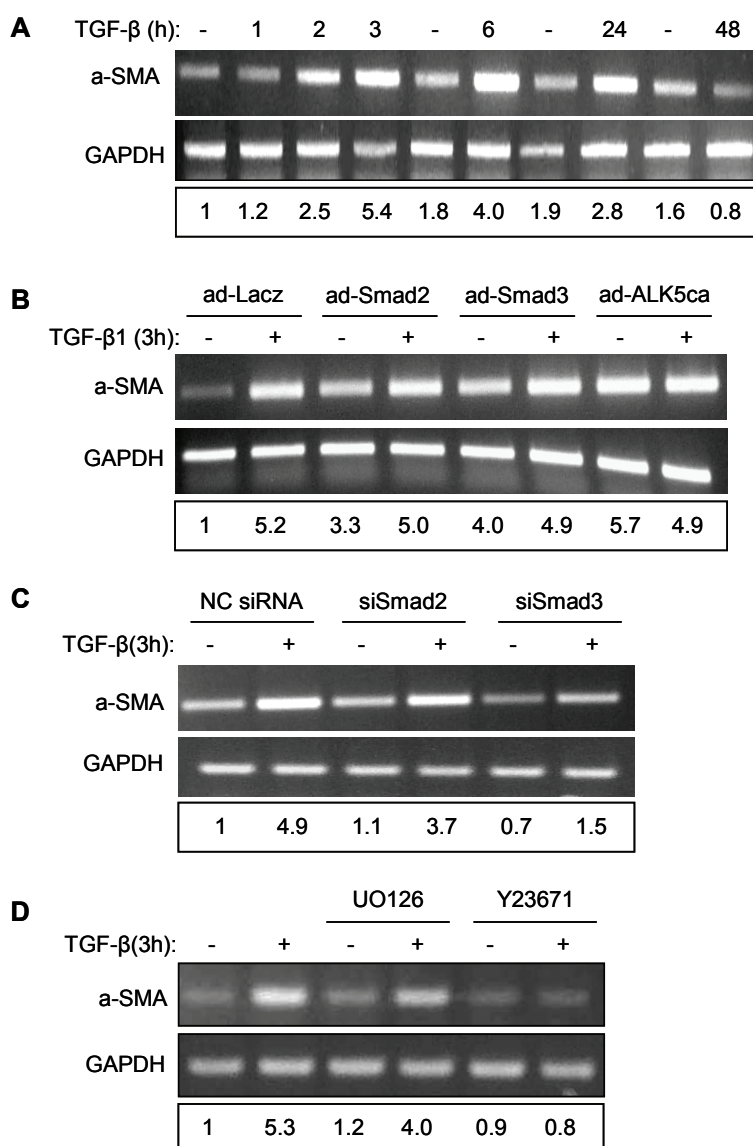 A
TGF-β (h): - 1 2 3 - 6 - 24 - 48
a-SMA
GAPDH
1 1.2 2.5 5.4 1.8 4.0 1.9 2.8 1.6 0.8
B
ad-Lacz ad-Smad2 ad-Smad3 ad-ALK5ca
TGF-β1 (3h): - + - + - + - +
a-SMA
GAPDH
1 5.2 3.3 5.0 4.0 4.9 5.7 4.9
C
NC siRNA siSmad2 siSmad3
TGF-β(3h): - + - + - +
a-SMA
GAPDH
1 4.9 1.1 3.7 0.7 1.5
D
UO126 Y23671
TGF-β(3h): - + - + - +
a-SMA
GAPDH
1 5.3 1.2 4.0 0.9 0.8